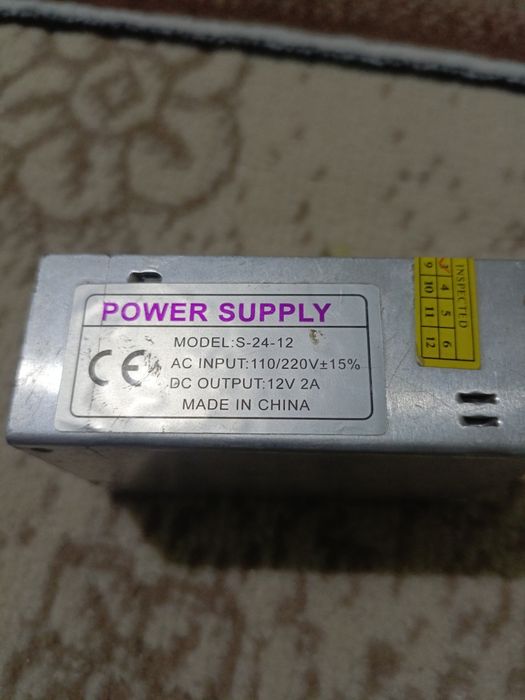 POWER SUPPLY
MODEL:S-24-12
CE
AC INPUT:110/220V±15%
DC OUTPUT:12V 2A
MADE IN CHINA
INSPECTED
4 5 6
9 10 11 12